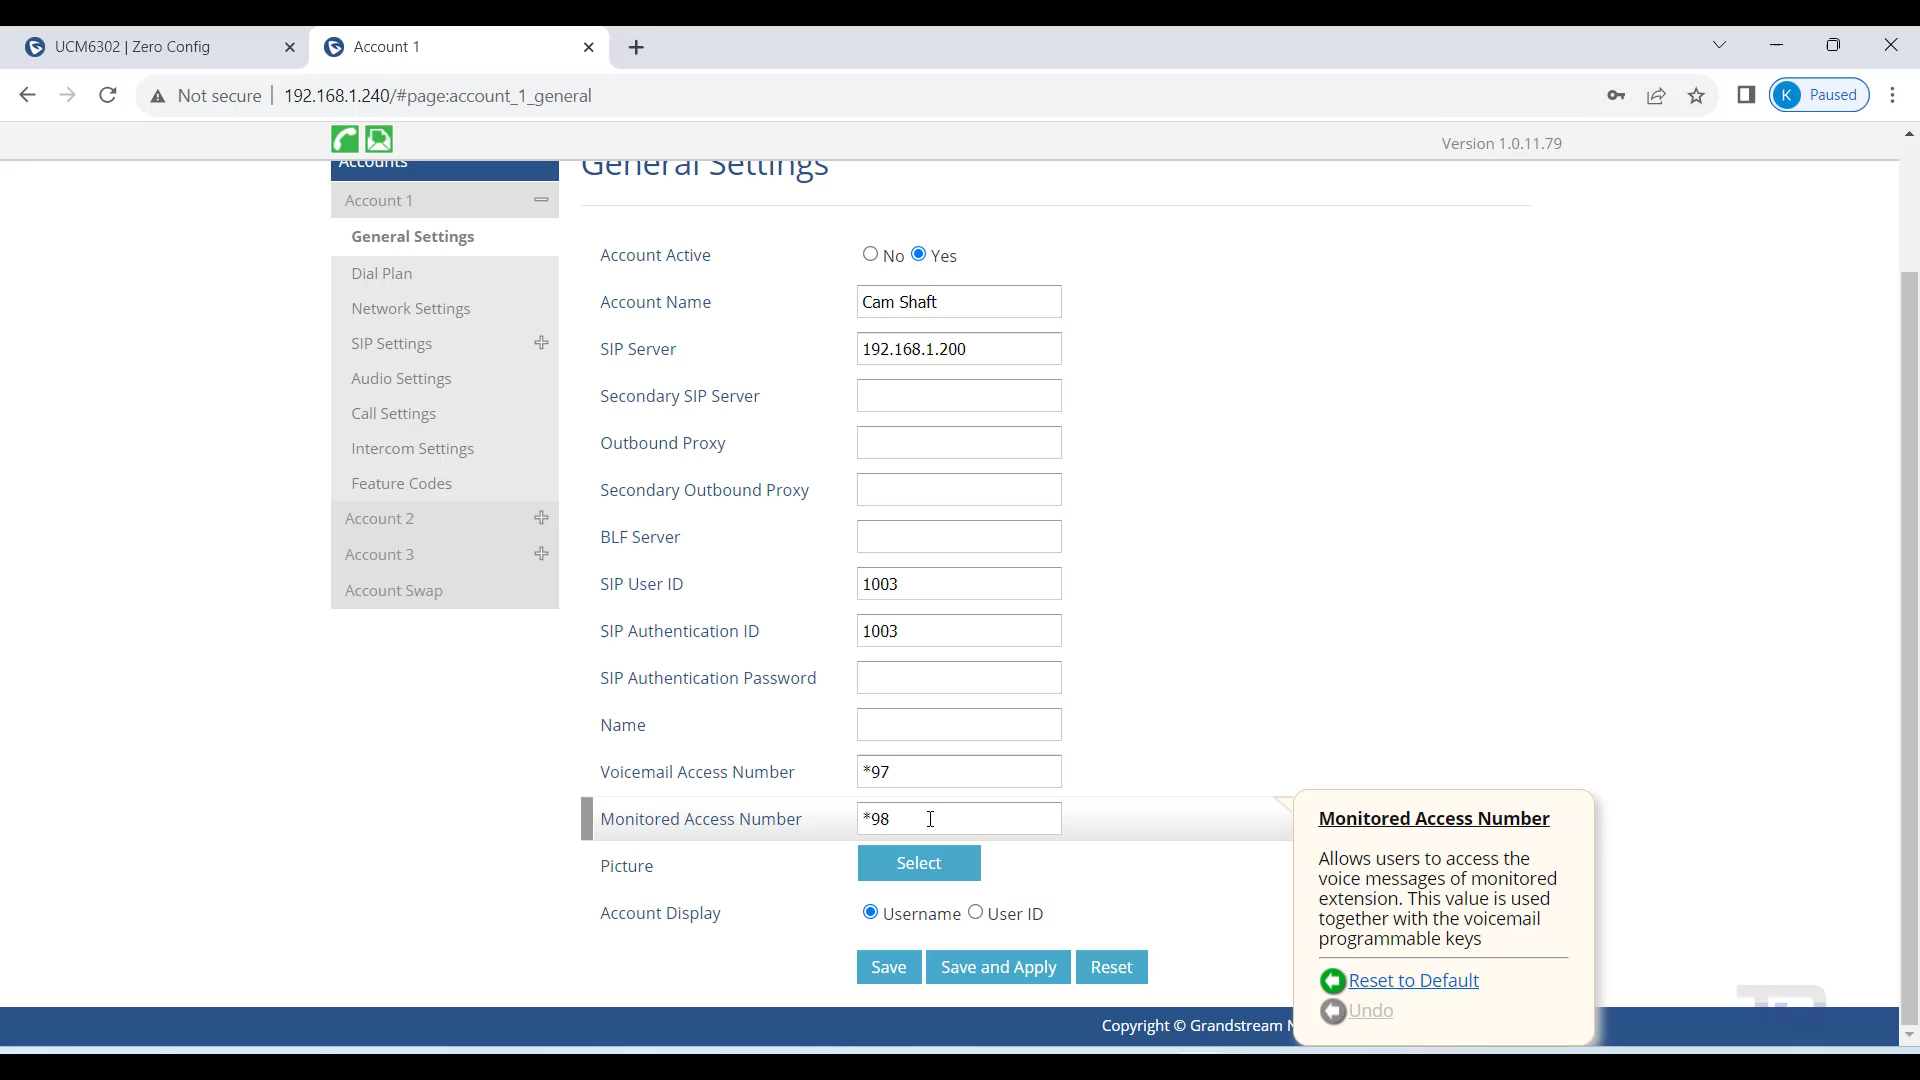 UCM6302 | Zero Config
Account 1
Not secure
192.168.1.240/#page:account_1_general
K
Paused
Version 1.0.11.79
Accounts
Account 1
General Settings
Dial Plan
Network Settings
SIP Settings
Audio Settings
Call Settings
Intercom Settings
Feature Codes
Account 2
Account 3
Account Swap
General Settings
Account Active No Yes
Account Name Cam Shaft
SIP Server 192.168.1.200
Secondary SIP Server
Outbound Proxy
Secondary Outbound Proxy
BLF Server
SIP User ID 1003
SIP Authentication ID 1003
SIP Authentication Password
Name
Voicemail Access Number *97
Monitored Access Number *98
Picture Select
Account Display Username User ID
Save Save and Apply Reset
Monitored Access Number
Allows users to access the
voice messages of monitored
extension. This value is used
together with the voicemail
programmable keys
Reset to Default
Undo
Copyright © Grandstream